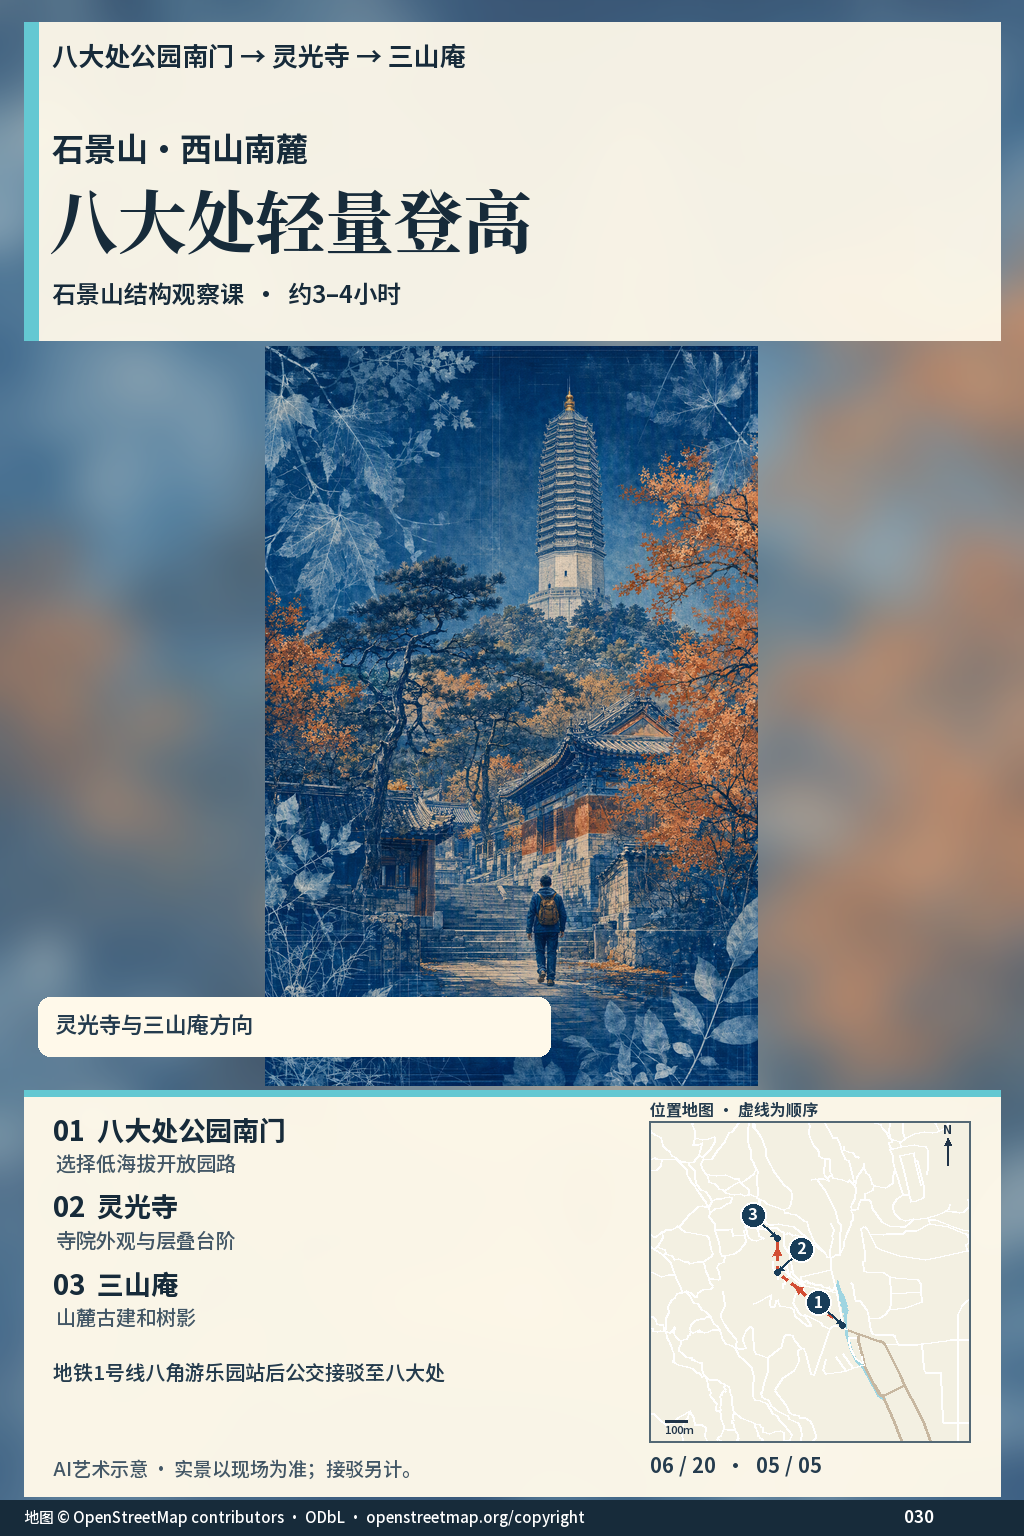 八大处公园南门 → 灵光寺 → 三山庵
石景山・西山南麓
八大处轻量登高
石景山结构观察课 • 约3–4小时
灵光寺与三山庵方向
01 八大处公园南门
选择低海拔开放园路
02 灵光寺
寺院外观与层叠台阶
03 三山庵
山麓古建和树影
地铁1号线八角游乐园站后公交接驳至八大处
AI艺术示意 • 实景以现场为准；接驳另计。
位置地图 • 虚线为顺序
N
3
2
1
100m
06 / 20 • 05 / 05
地图 © OpenStreetMap contributors • ODbL • openstreetmap.org/copyright
030